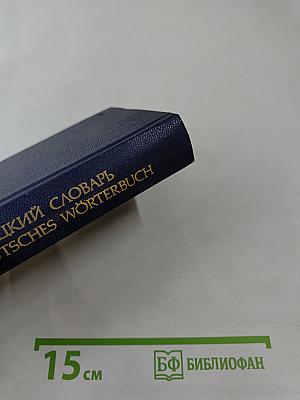 ЦКИЙ СЛОВАРЬ
TSCHES WÖRTERBUCH
15 см
БФ БИБЛИОФАН